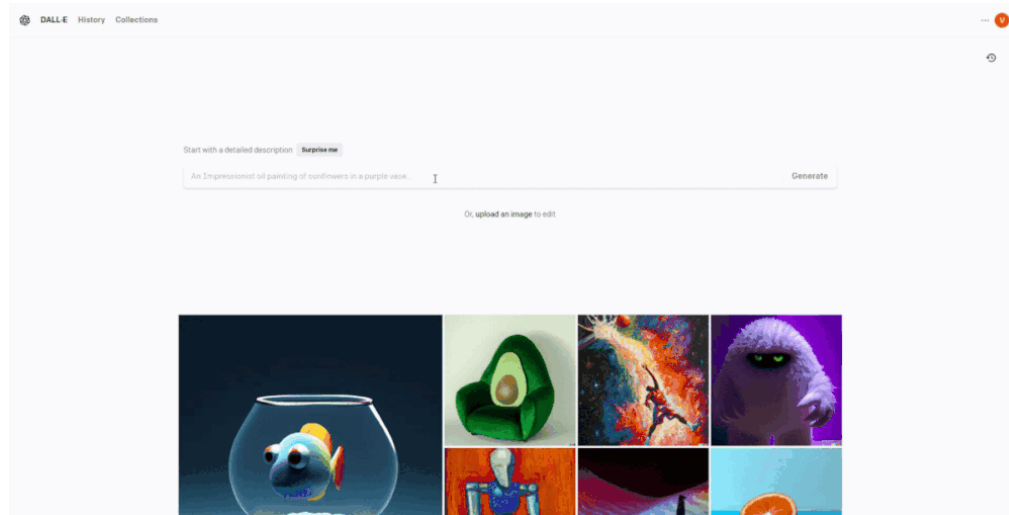 DALL·E History Collections
V
Start with a detailed description Surprise me
An Impressionist oil painting of sunflowers in a purple vase... Generate
Or, upload an image to edit